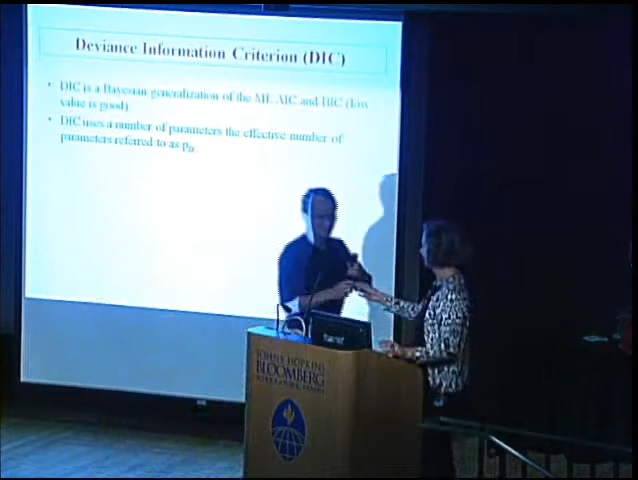 Deviance Information Criterion (DIC)
• DIC is a Bayesian generalization of the ML AIC and BIC (low
value is good)
• DIC uses a number of parameters the effective number of
parameters referred to as pD
JOHNS HOPKINS
BLOOMBERG